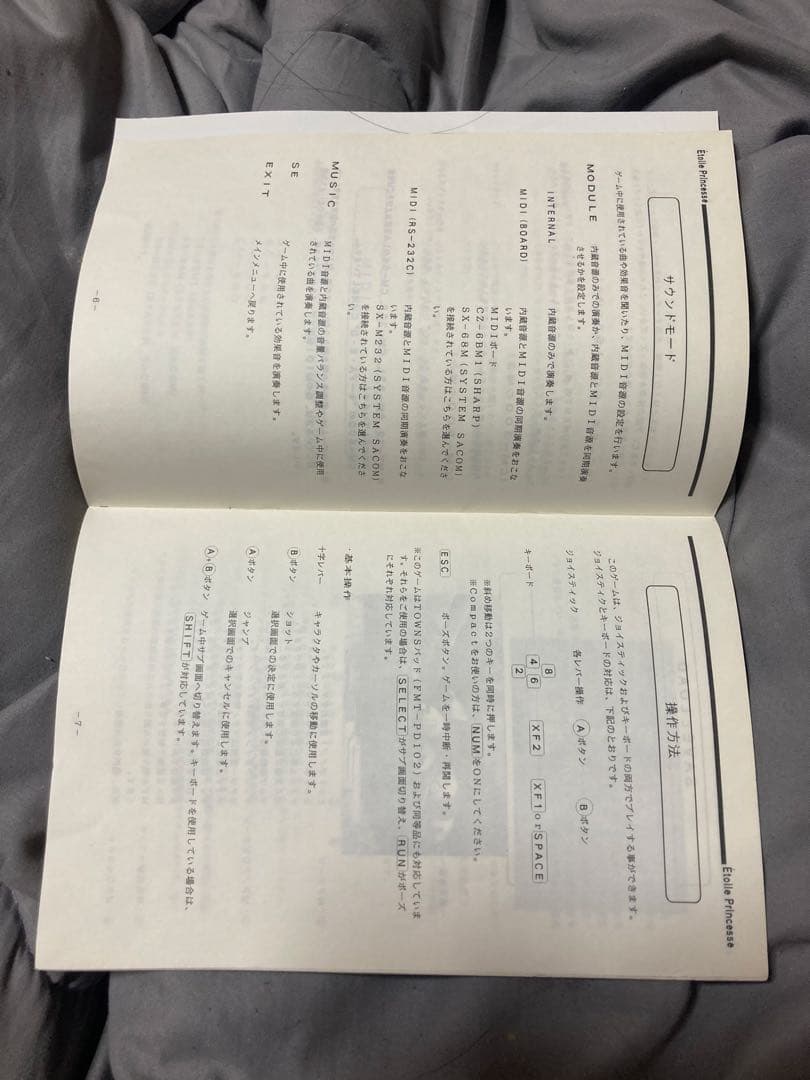 Étoile Princesse
サウンドモード
ゲーム中に使用されている曲や効果音を聞いたり、MIDI音源の設定を行います。
MODULE 内蔵音源のみでの演奏か、内蔵音源とMIDI音源を同期演奏
させるかを設定します。
INTERNAL 内蔵音源のみで演奏します。
MIDI (BOARD) 内蔵音源とMIDI音源の同期演奏をおこな
います。
MIDIボード
CZ-6BM1 (SHARP)
SX-68M (SYSTEM SACOM)
を接続されている方はこちらを選んでくださ
い。
MIDI (RS-232C) 内蔵音源とMIDI音源の同期演奏をおこな
います。
SX-M232 (SYSTEM SACOM)
を接続されている方はこちらを選んでくださ
い。
MUSIC MIDI音源と内蔵音源の音量バランス調整やゲーム中に使用
されている曲を演奏します。
SE ゲーム中に使用されている効果音を演奏します。
EXIT メインメニューへ戻ります。
-6-
Étoile Princesse
操作方法
このゲームは、ジョイスティックおよびキーボードの両方でプレイする事ができます。
ジョイスティクとキーボードの対応は、下記のとおりです。
ジョイスティック 各レバー操作 Ⓐボタン Ⓑボタン
キーボード 8 4 6 2 XF2 XF1 or SPACE
※斜め移動は2つのキーを同時に押します。
※Compactをお使いの方は、NUMをONにしてください。
ESC ポーズボタン。ゲームを一時中断・再開します。
※このゲームはTOWNSパッド(FMT-PD102)および同等品にも対応していま
す。それらをご使用の場合は、SELECTがサブ画面切り替え、RUNがポーズ
にそれぞれ対応しています。
・基本操作
十字レバー キャラクタやカーソルの移動に使用します。
Ⓑボタン ショット
選択画面での決定に使用します。
Ⓐボタン ジャンプ
選択画面でのキャンセルに使用します。
Ⓐ+Ⓑボタン ゲーム中サブ画面へ切り替えます。キーボードを使用している場合は、
SHIFTが対応しています。
-7-